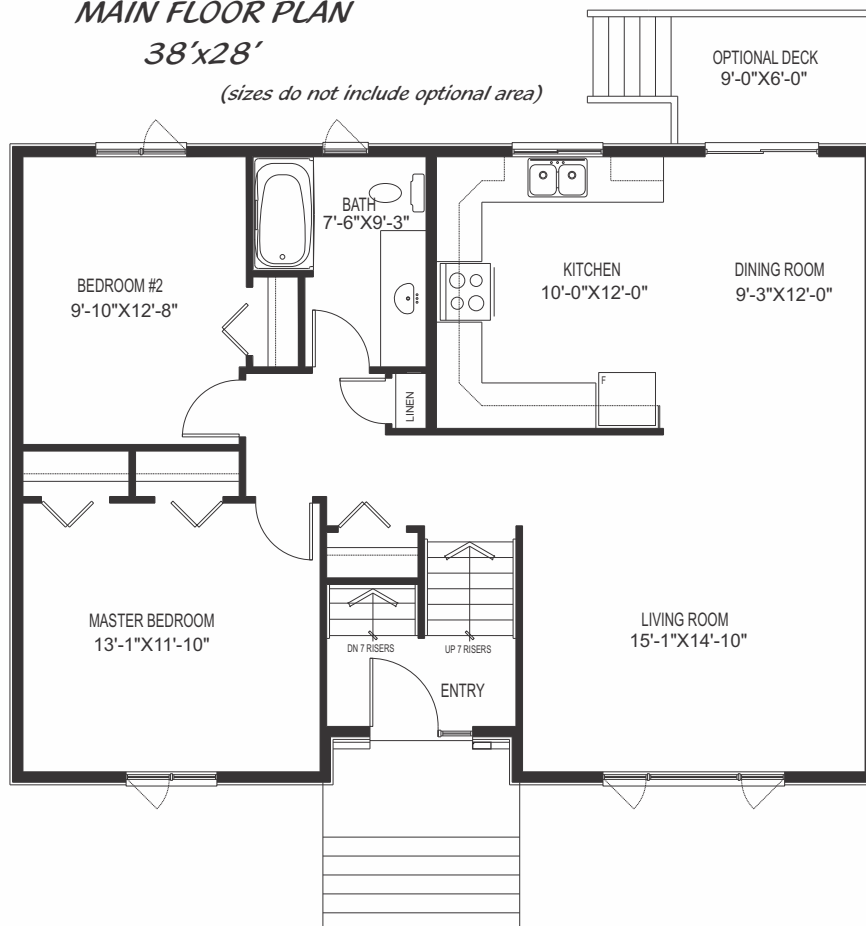 MAIN FLOOR PLAN
38'x28'
(sizes do not include optional area)
OPTIONAL DECK
9'-0"X6'-0"
BATH
7'-6"X9'-3"
BEDROOM #2
9'-10"X12'-8"
KITCHEN
10'-0"X12'-0"
DINING ROOM
9'-3"X12'-0"
F
LINEN
MASTER BEDROOM
13'-1"X11'-10"
LIVING ROOM
15'-1"X14'-10"
DN 7 RISERS
UP 7 RISERS
ENTRY